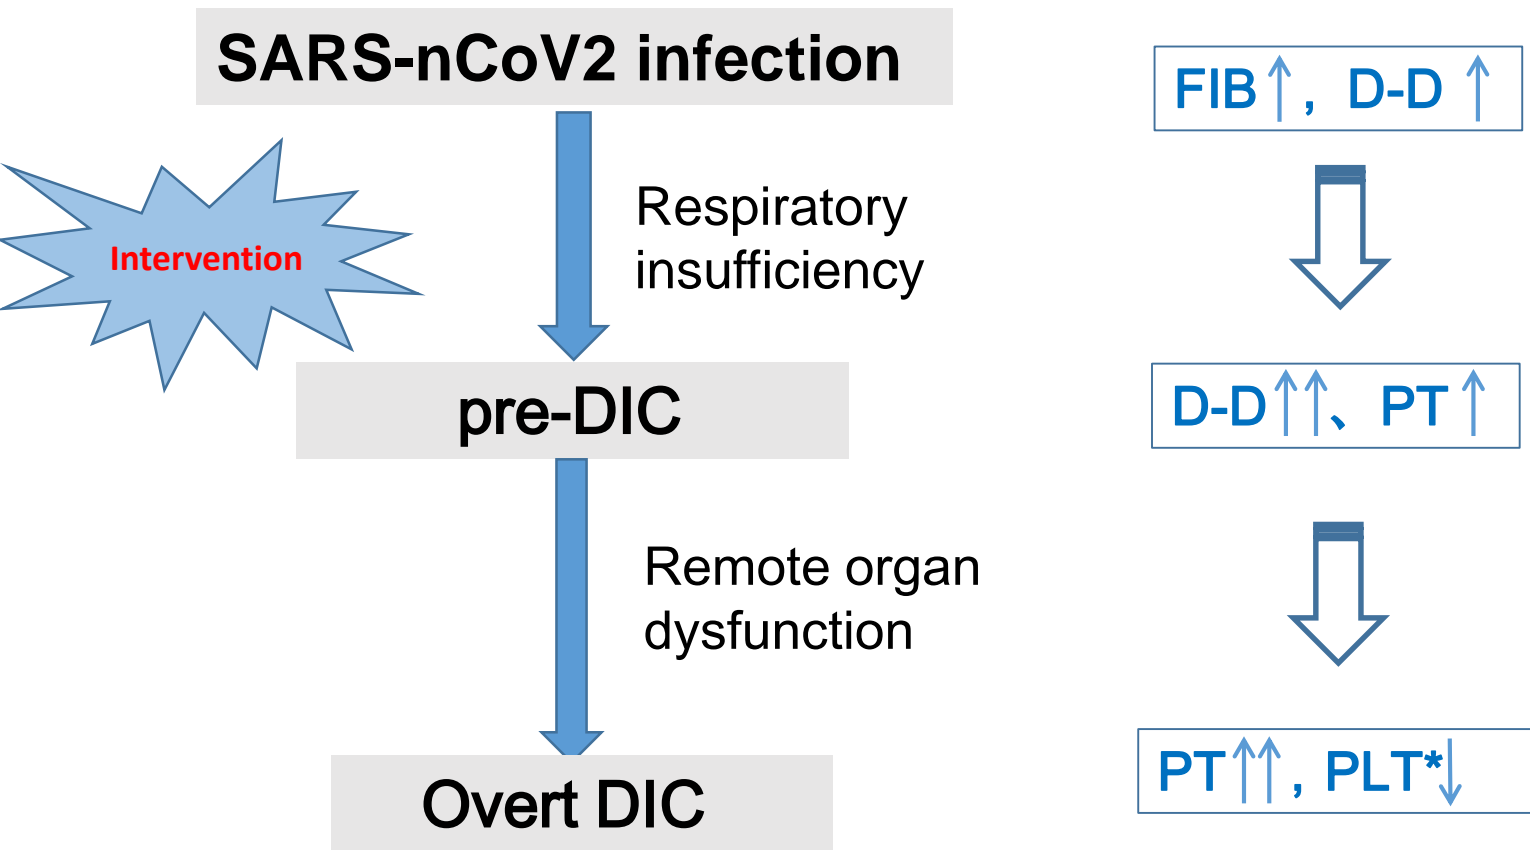 SARS-nCoV2 infection
FIB↑, D-D ↑
Intervention
Respiratory
insufficiency
pre-DIC
D-D↑↑、PT↑
Remote organ
dysfunction
Overt DIC
PT↑↑, PLT*↓